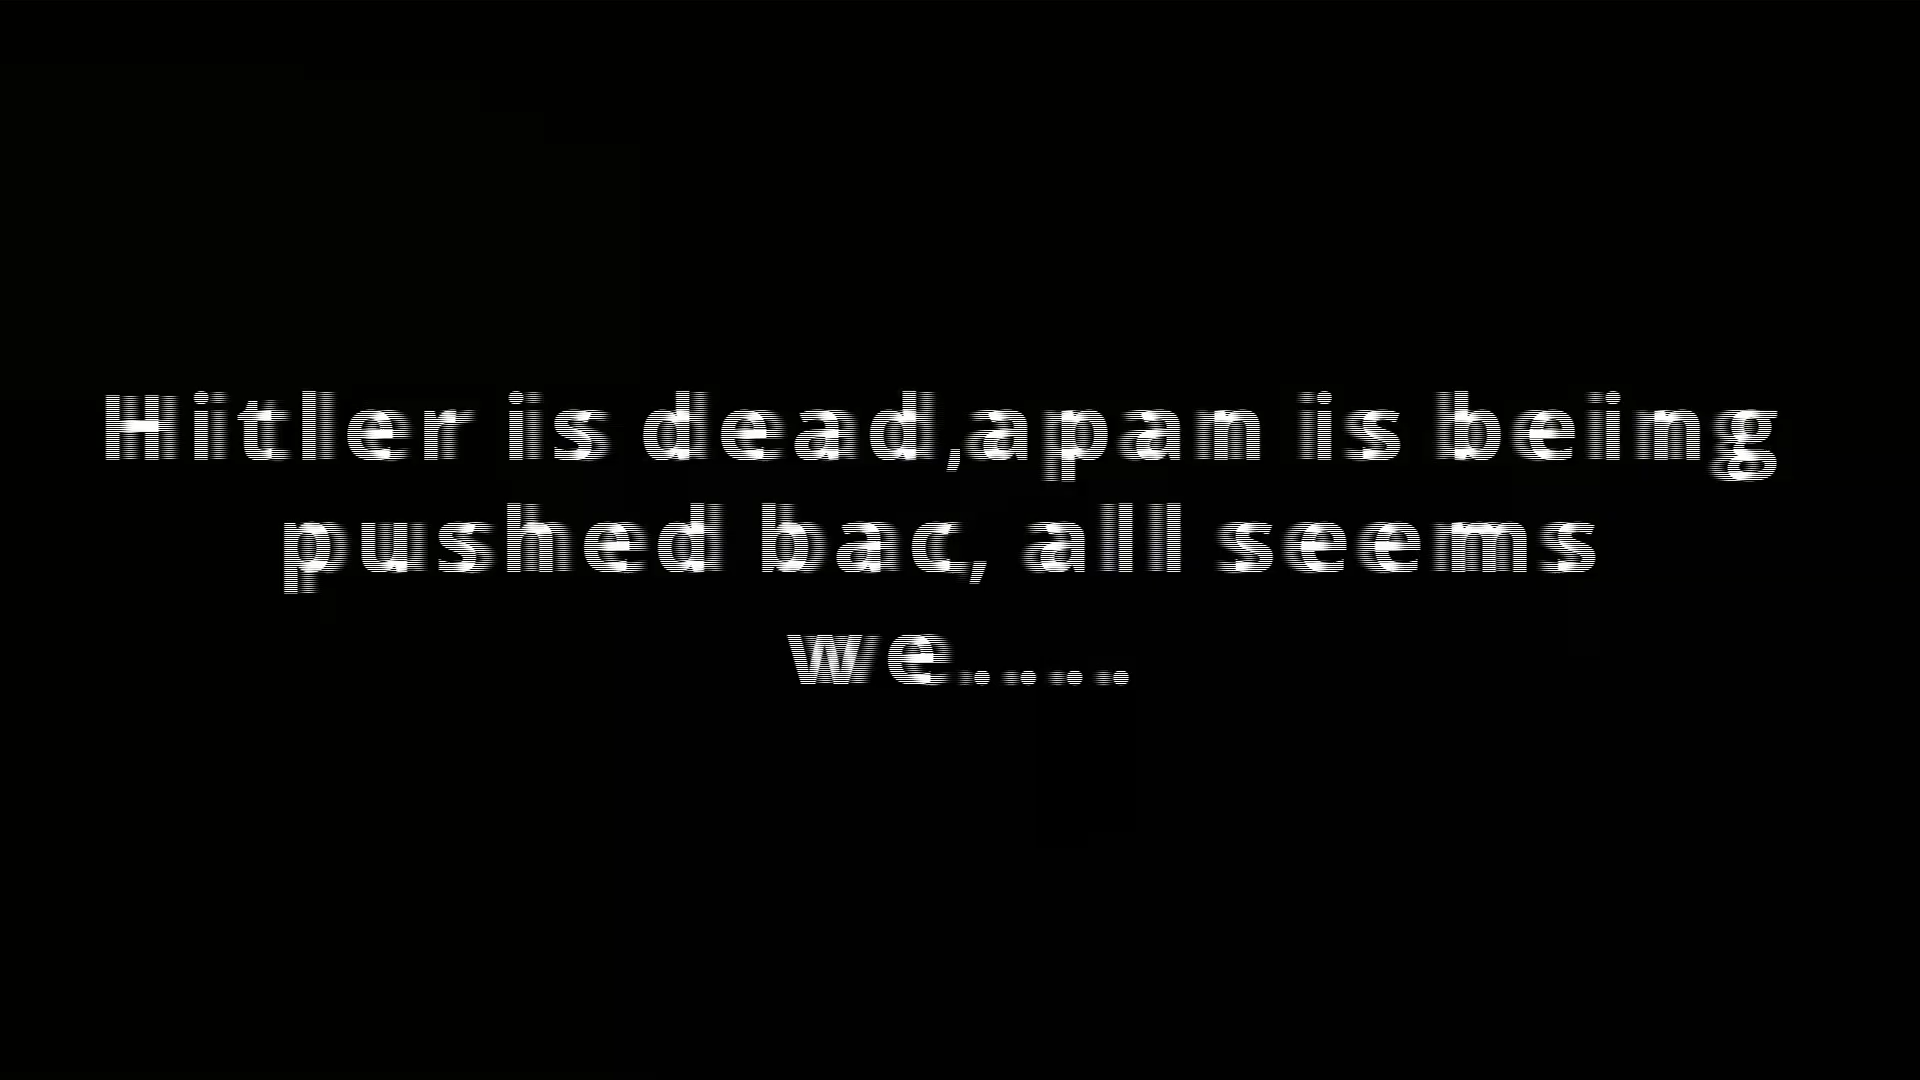 Hitler is dead,apan is being
pushed bac, all seems
we.......